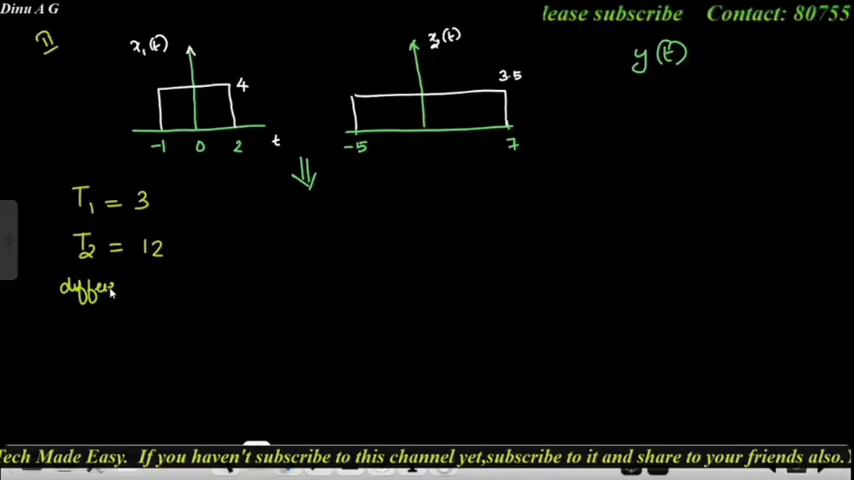 Dinu A G
lease subscribe Contact: 80755
II
x₁(t)
4
-1 0 2 t
x₂(t)
3.5
-5 7
y(t)
T₁ = 3
T₂ = 12
differ
Tech Made Easy. If you haven't subscribe to this channel yet,subscribe to it and share to your friends also.